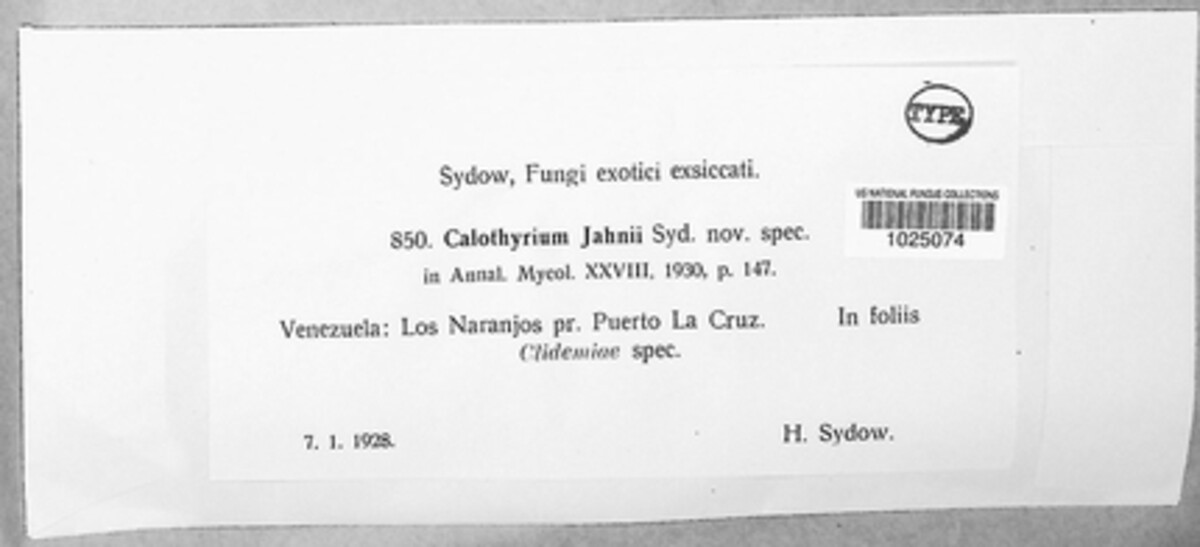 TYPE
Sydow, Fungi exotici exsiccati.
US NATIONAL FUNGUS COLLECTIONS
1025074
850. Calothyrium Jahnii Syd. nov. spec.
in Annal. Mycol. XXVIII, 1930, p. 147.
Venezuela: Los Naranjos pr. Puerto La Cruz. In foliis
Clidemiae spec.
7. 1. 1928.
H. Sydow.